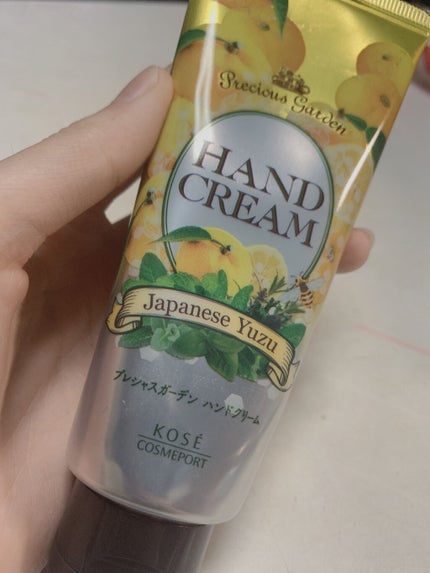 Precious Garden
HAND
CREAM
Japanese Yuzu
プレシャスガーデン ハンドクリーム
KOSÉ
COSMEPORT